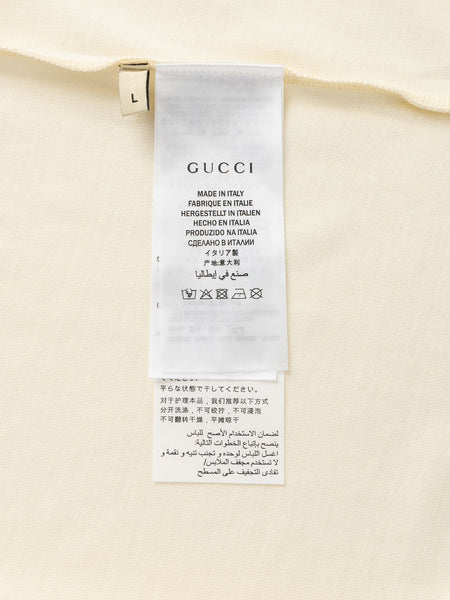 L
GUCCI
MADE IN ITALY
FABRIQUE EN ITALIE
HERGESTELLT IN ITALIEN
HECHO EN ITALIA
PRODUZIDO NA ITALIA
СДЕЛАНО В ИТАЛИИ
イタリア製
产地:意大利
صنع في إيطاليا
平らな状態で干してください。
对于护理本品，我们推荐以下方式
分开洗涤，不可绞拧，不可浸泡
不可翻转干燥，平摊晾干
لضمان الاستخدام الأصح للباس
ينصح بإتباع الخطوات التالية:
اغسل اللباس لوحده و تجنب تنيه و نقعة و
لا تستخدم مجفف الملابس/
تفادى التجفيف على المسطح